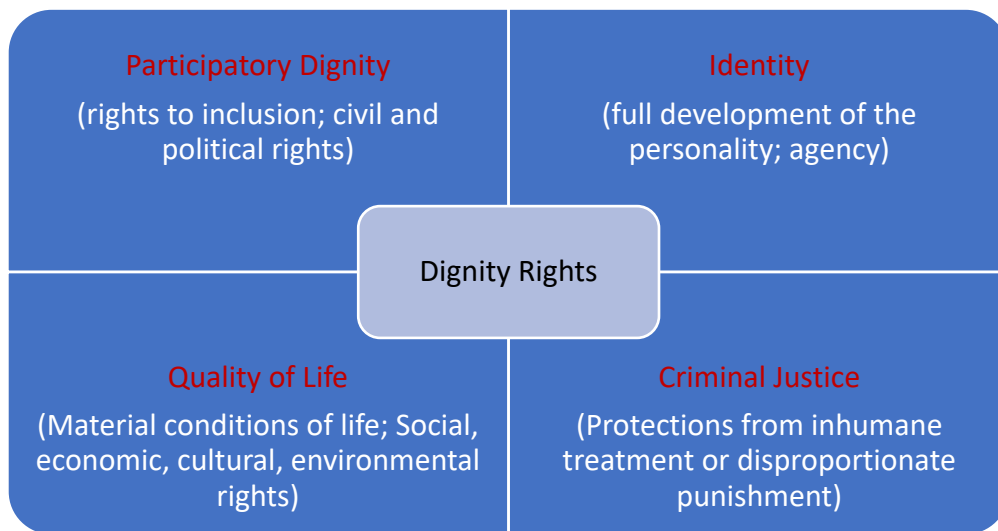 Participatory Dignity
(rights to inclusion; civil and
political rights)
Identity
(full development of the
personality; agency)
Dignity Rights
Quality of Life
(Material conditions of life; Social,
economic, cultural, environmental
rights)
Criminal Justice
(Protections from inhumane
treatment or disproportionate
punishment)